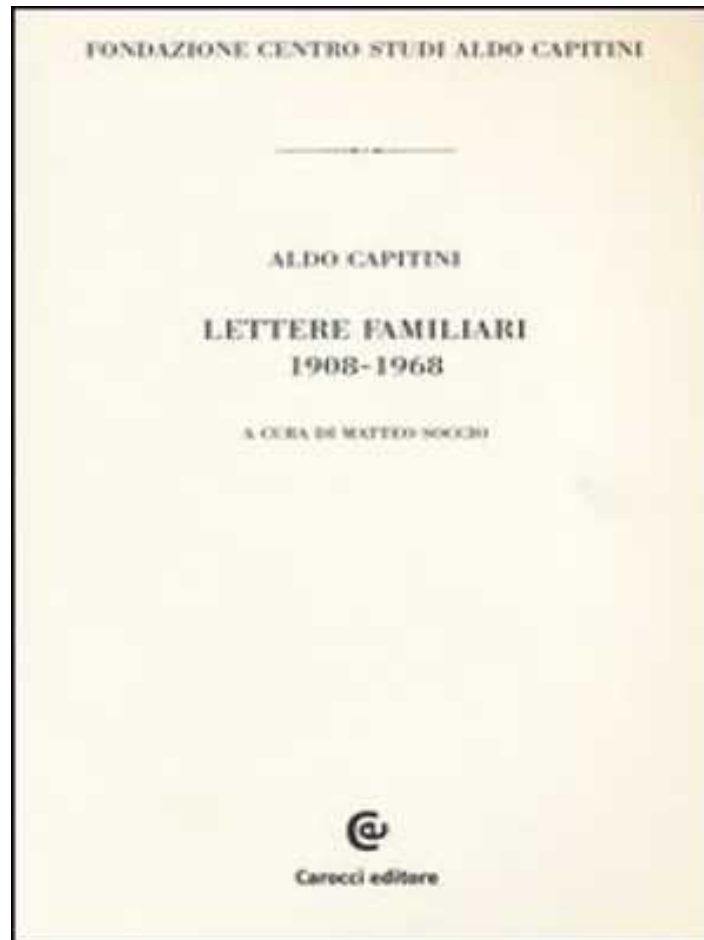 FONDAZIONE CENTRO STUDI ALDO CAPITINI
ALDO CAPITINI
LETTERE FAMILIARI
1908-1968
A CURA DI MATTEO SOCCIO
Carocci editore